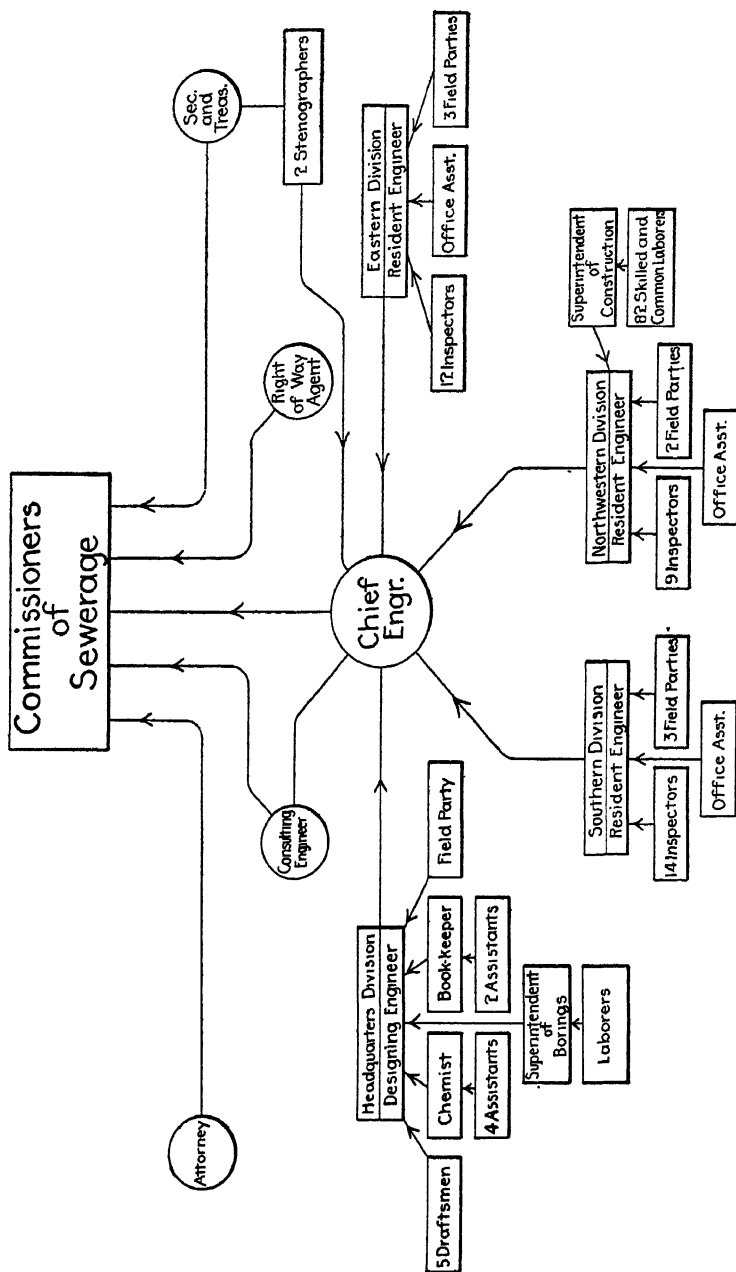 Commissioners
of
Sewerage
Attorney
Consulting
Engineer
Chief
Engr.
Right
of Way
Agent
Sec.
and
Treas.
2 Stenographers
Headquarters Division
Designing Engineer
5 Draftsmen
Chemist
4 Assistants
Superintendent
of
Borings
Laborers
Book-keeper
2 Assistants
Field Party
Southern Division
Resident Engineer
14 Inspectors
Office Asst.
3 Field Parties
Northwestern Division
Resident Engineer
9 Inspectors
Office Asst.
2 Field Parties
Superintendent
of
Construction
82 Skilled and
Common Laborers
Eastern Division
Resident Engineer
12 Inspectors
Office Asst.
3 Field Parties